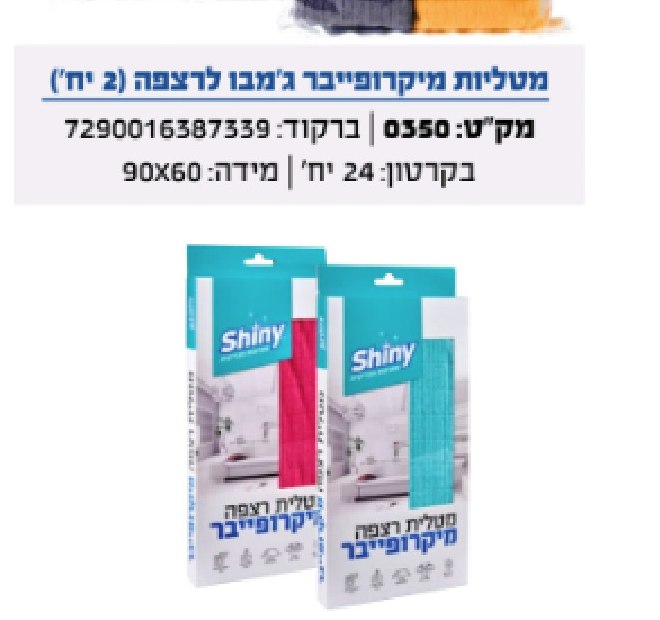 מטליות מיקרופייבר ג'מבו לרצפה (2 יח')
מק"ט: 0350 | ברקוד: 7290016387339
בקרטון: 24 יח' | מידה: 90X60
Shiny
מטלית רצפה
מיקרופייבר
Shiny
מטלית רצפה
מיקרופייבר